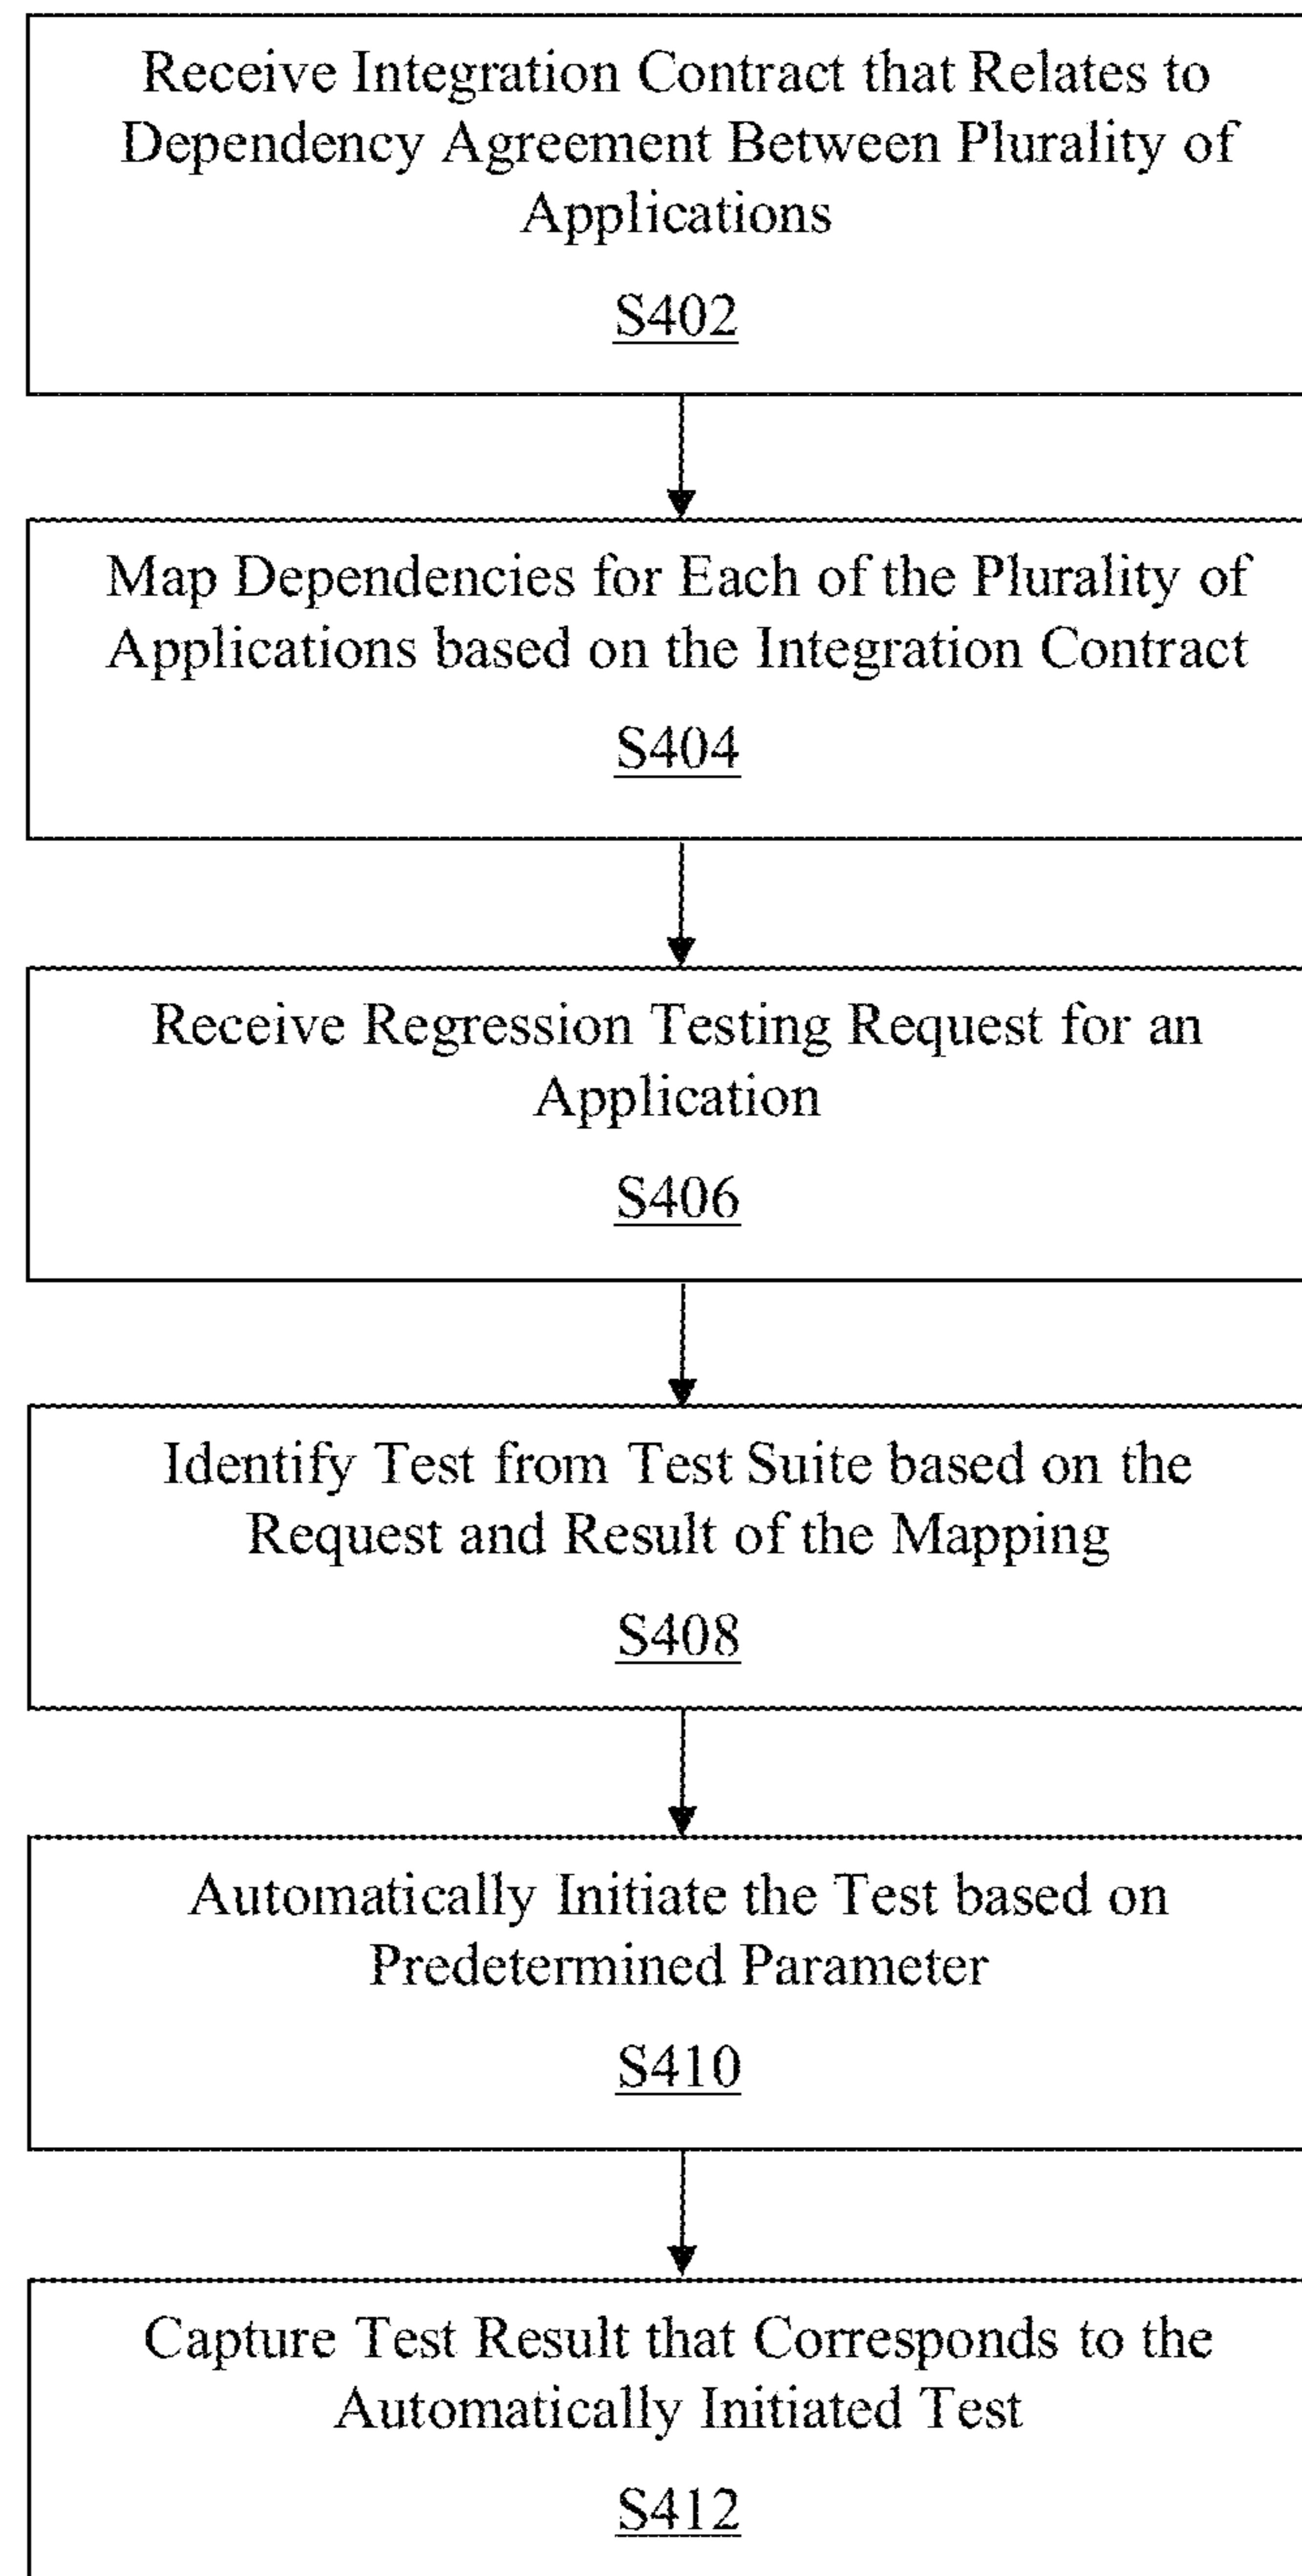 Receive Integration Contract that Relates to
Dependency Agreement Between Plurality of
Applications
S402
Map Dependencies for Each of the Plurality of
Applications based on the Integration Contract
S404
Receive Regression Testing Request for an
Application
S406
Identify Test from Test Suite based on the
Request and Result of the Mapping
S408
Automatically Initiate the Test based on
Predetermined Parameter
S410
Capture Test Result that Corresponds to the
Automatically Initiated Test
S412